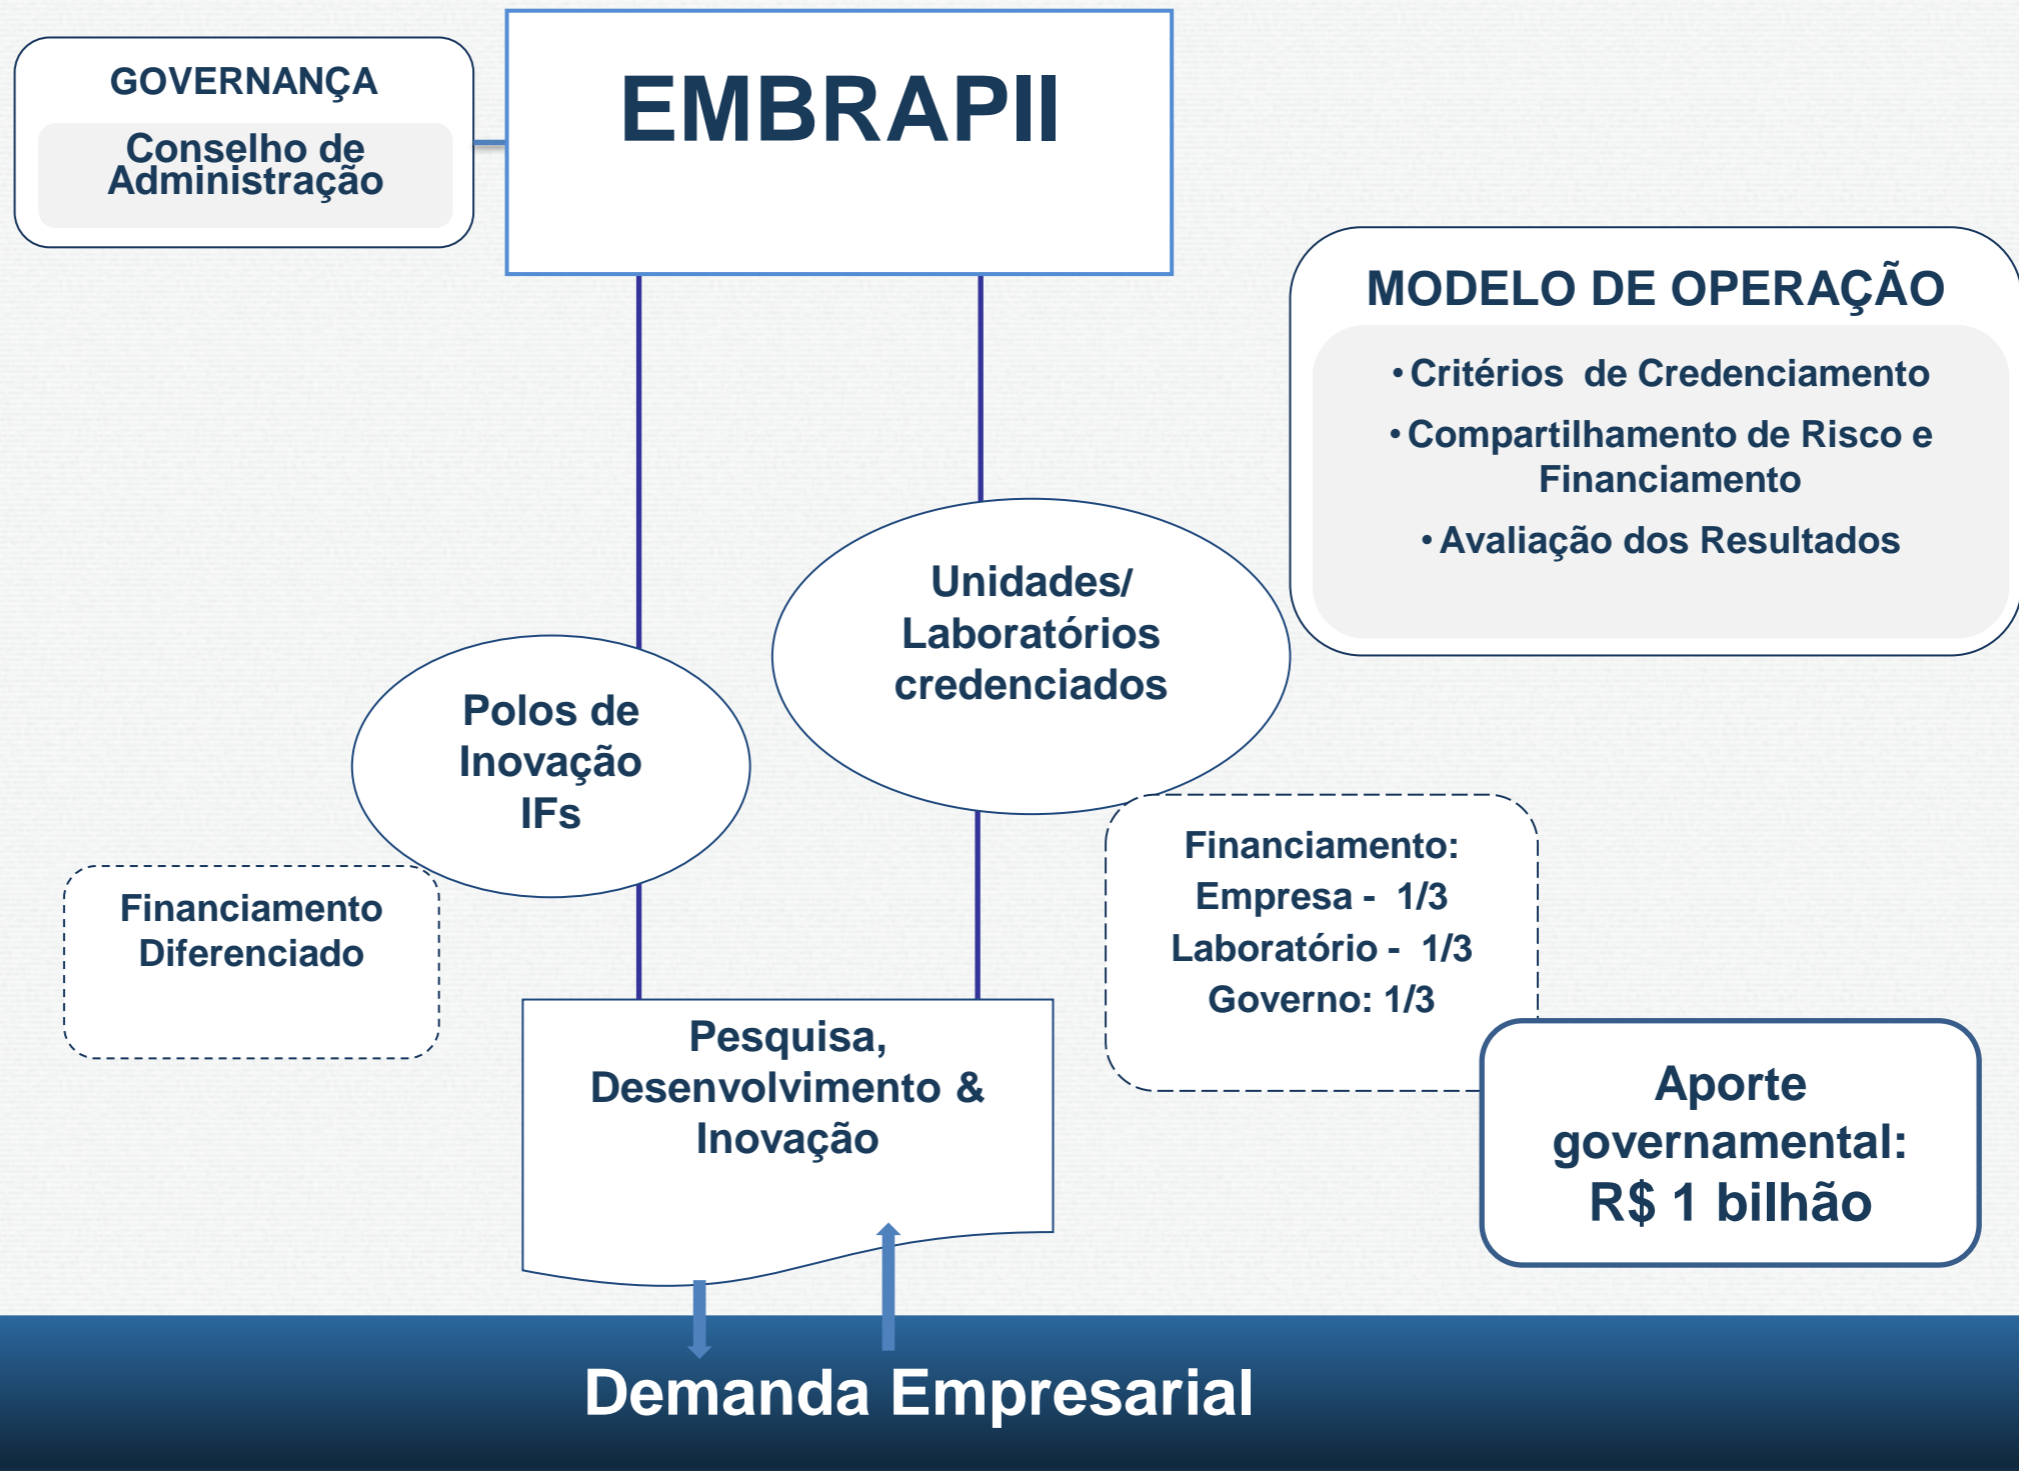 GOVERNANÇA
Conselho de
Administração
EMBRAPII
MODELO DE OPERAÇÃO
• Critérios de Credenciamento
• Compartilhamento de Risco e
Financiamento
• Avaliação dos Resultados
Unidades/
Laboratórios
credenciados
Polos de
Inovação
IFs
Financiamento
Diferenciado
Financiamento:
Empresa - 1/3
Laboratório - 1/3
Governo: 1/3
Pesquisa,
Desenvolvimento &
Inovação
Aporte
governamental:
R$ 1 bilhão
Demanda Empresarial